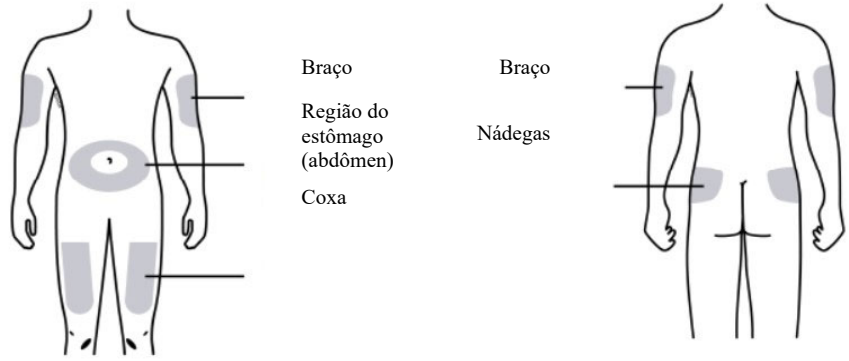 Braço
Região do
estômago
(abdômen)
Coxa
Braço
Nádegas